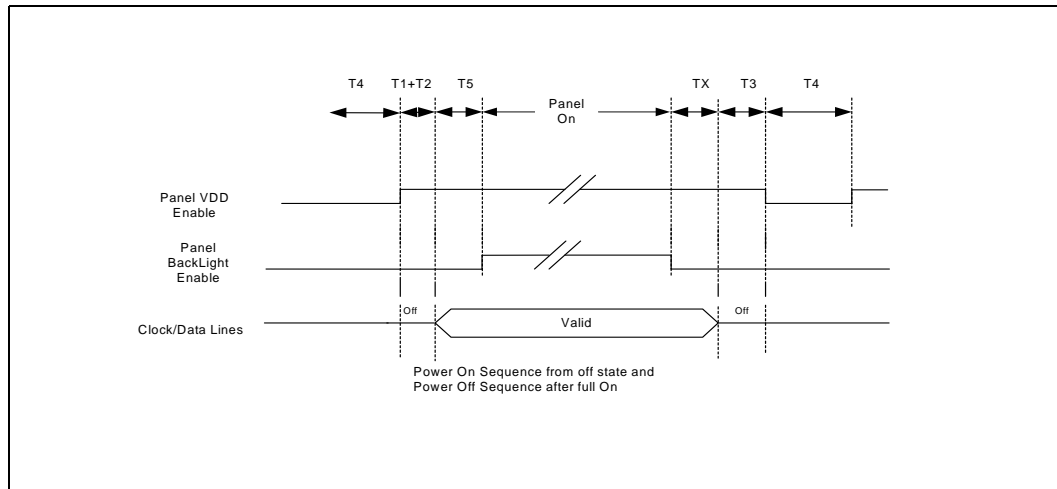 T4 T1+T2 T5 TX T3 T4
Panel
On
Panel VDD
Enable
Panel
BackLight
Enable
Off Off
Clock/Data Lines Valid
Power On Sequence from off state and
Power Off Sequence after full On